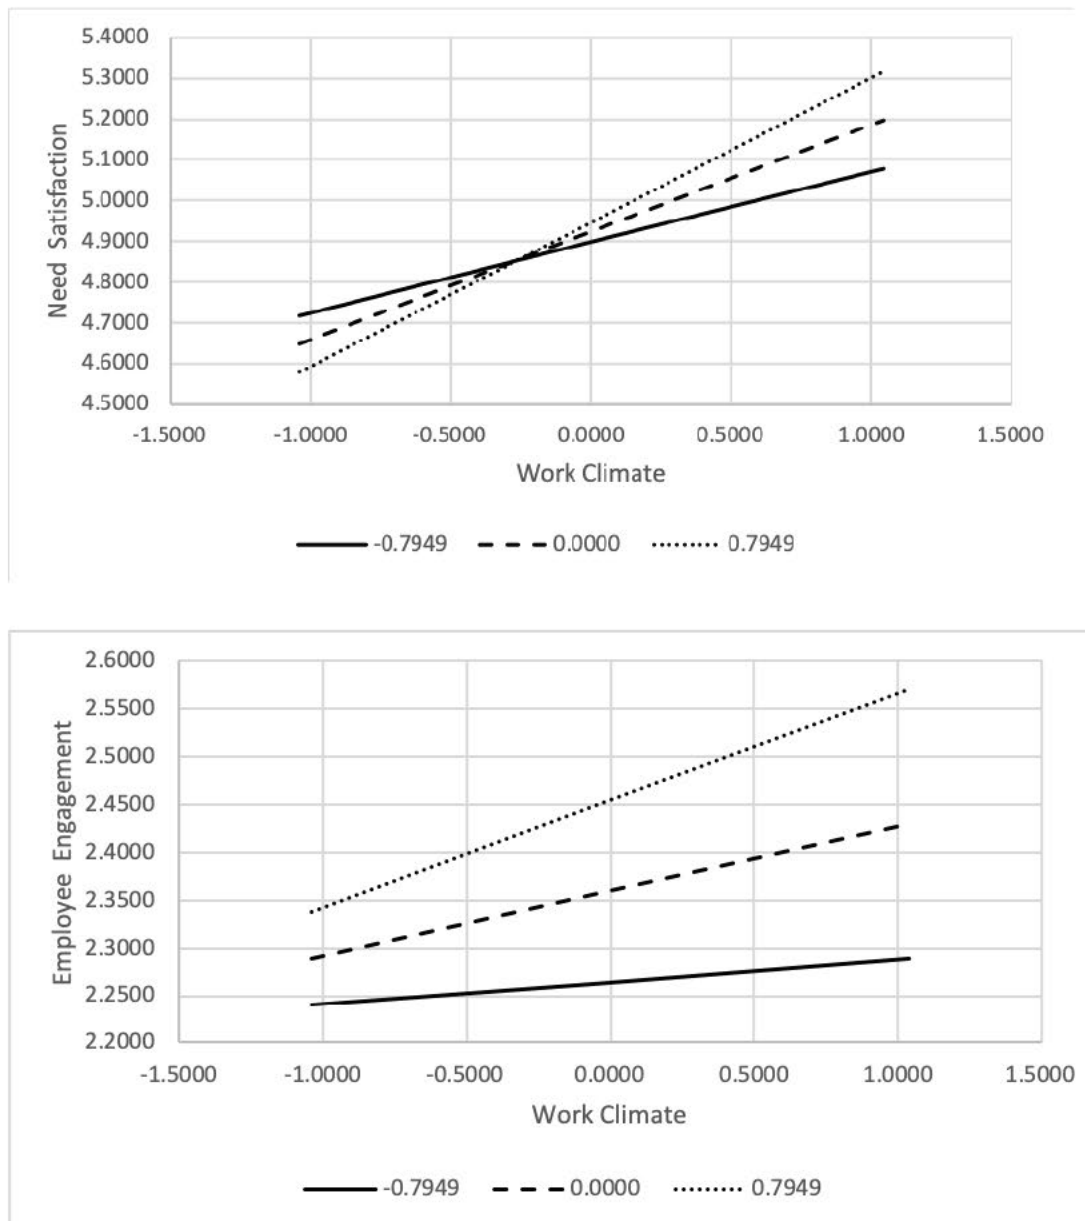 5.4000
5.3000
5.2000
5.1000
5.0000
4.9000
4.8000
4.7000
4.6000
4.5000
Need Satisfaction
-1.5000 -1.0000 -0.5000 0.0000 0.5000 1.0000 1.5000
Work Climate
-0.7949 0.0000 0.7949
2.6000
2.5500
2.5000
2.4500
2.4000
2.3500
2.3000
2.2500
2.2000
Employee Engagement
-1.5000 -1.0000 -0.5000 0.0000 0.5000 1.0000 1.5000
Work Climate
-0.7949 0.0000 0.7949